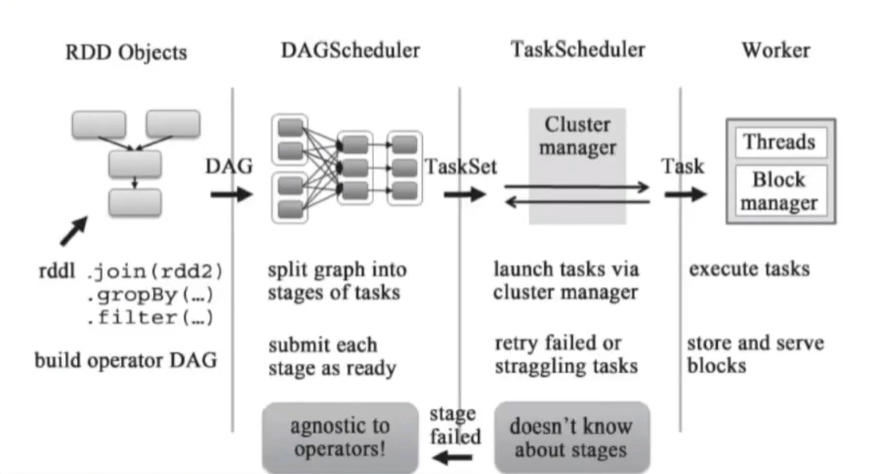 RDD Objects
DAGScheduler
TaskScheduler
Worker
DAG
TaskSet
Cluster
manager
Task
Threads
Block
manager
rddl .join(rdd2)
.gropBy(…)
.filter(…)
build operator DAG
split graph into
stages of tasks
submit each
stage as ready
launch tasks via
cluster manager
retry failed or
straggling tasks
execute tasks
store and serve
blocks
agnostic to
operators!
stage
failed
doesn't know
about stages